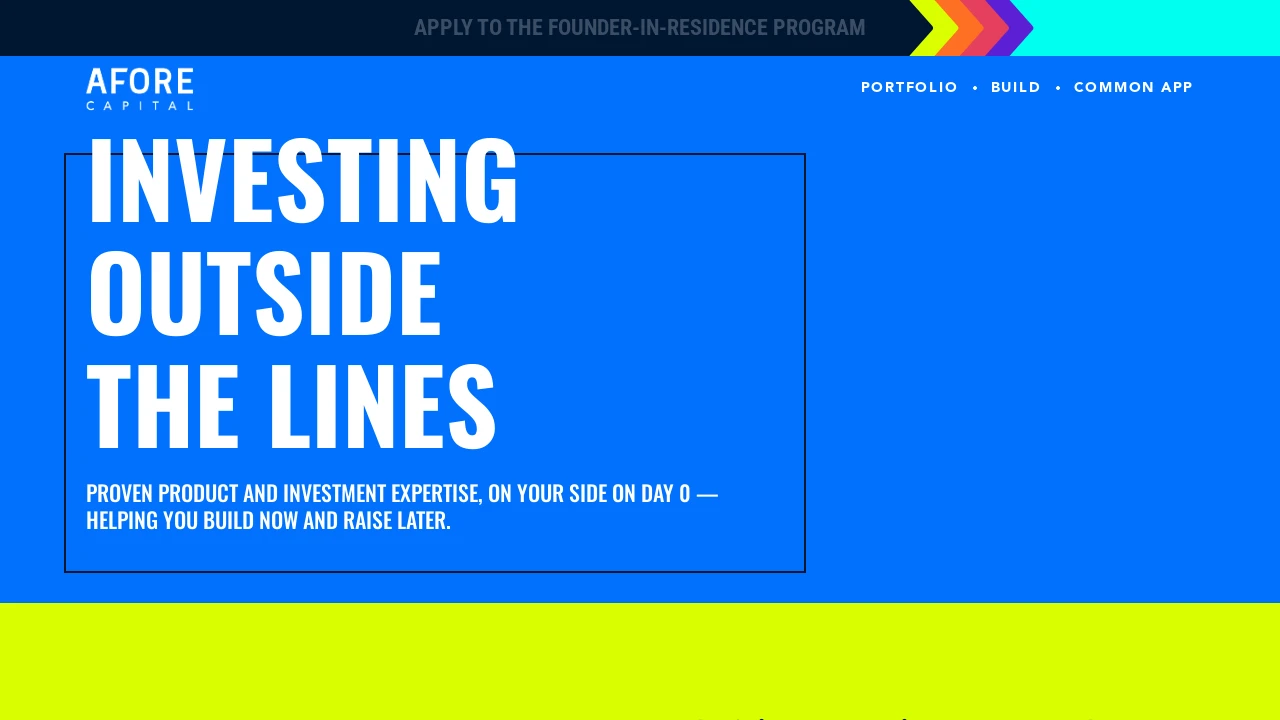 APPLY TO THE FOUNDER-IN-RESIDENCE PROGRAM
AFORE
CAPITAL
PORTFOLIO • BUILD • COMMON APP
INVESTING
OUTSIDE
THE LINES
PROVEN PRODUCT AND INVESTMENT EXPERTISE, ON YOUR SIDE ON DAY 0 —
HELPING YOU BUILD NOW AND RAISE LATER.